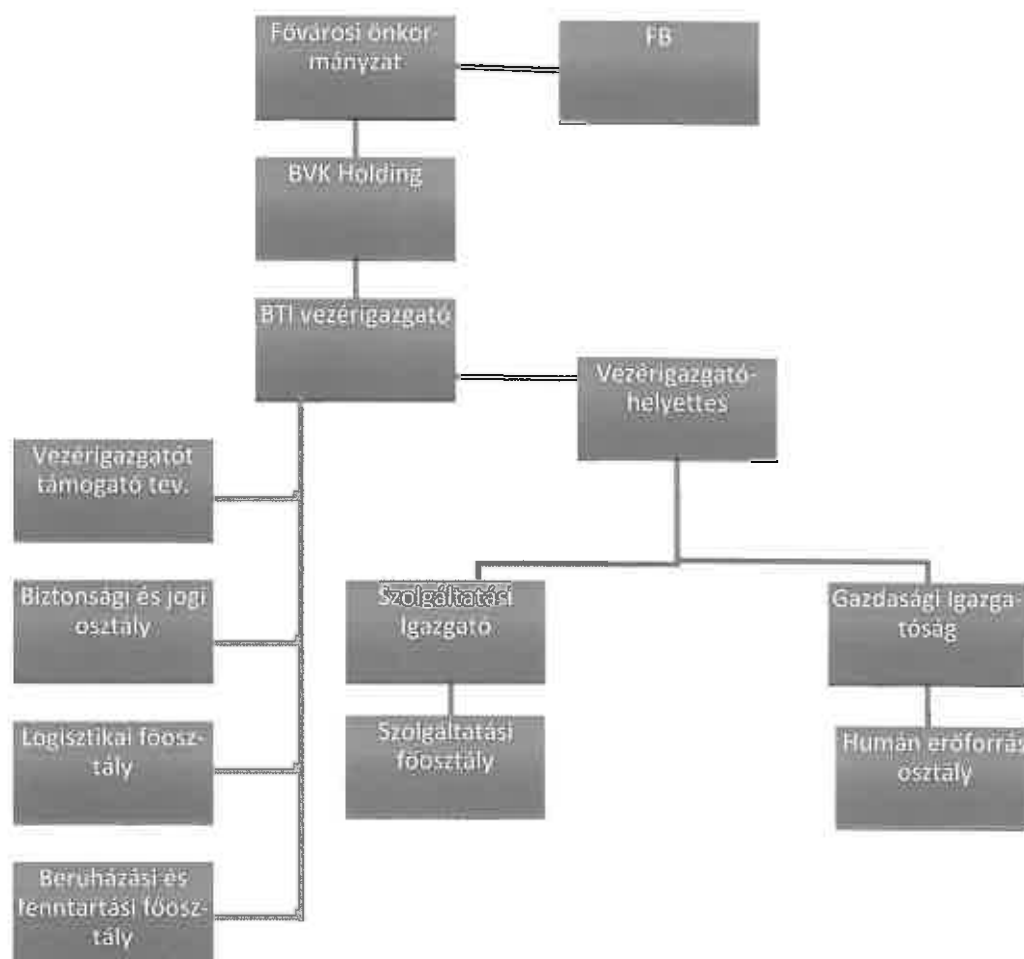 Fővárosi önkor-
mányzat
FB
BVK Holding
BTI vezérigazgató
Vezérigazgató-
helyettes
Vezérigazgatót
támogató tev.
Biztonsági és jogi
osztály
Szolgáltatási
Igazgató
Gazdasági Igazga-
tóság
Logisztikai főosz-
tály
Szolgáltatási
főosztály
Humán erőforrás
osztály
Beruházási és
fenntartási főosz-
tály